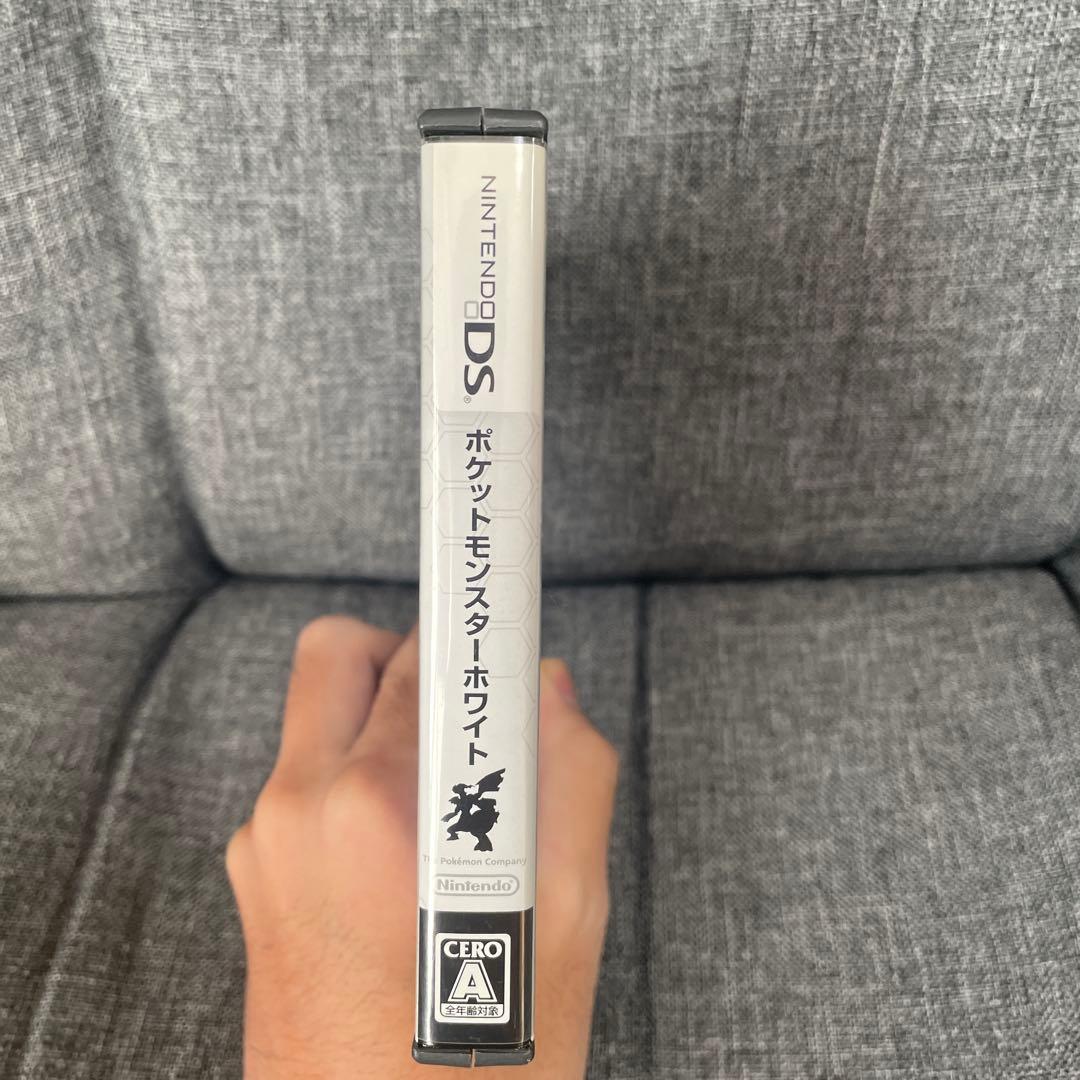 NINTENDO
DS®
ポケットモンスターホワイト
The Pokémon Company
Nintendo®
CERO
A
全年齢対象